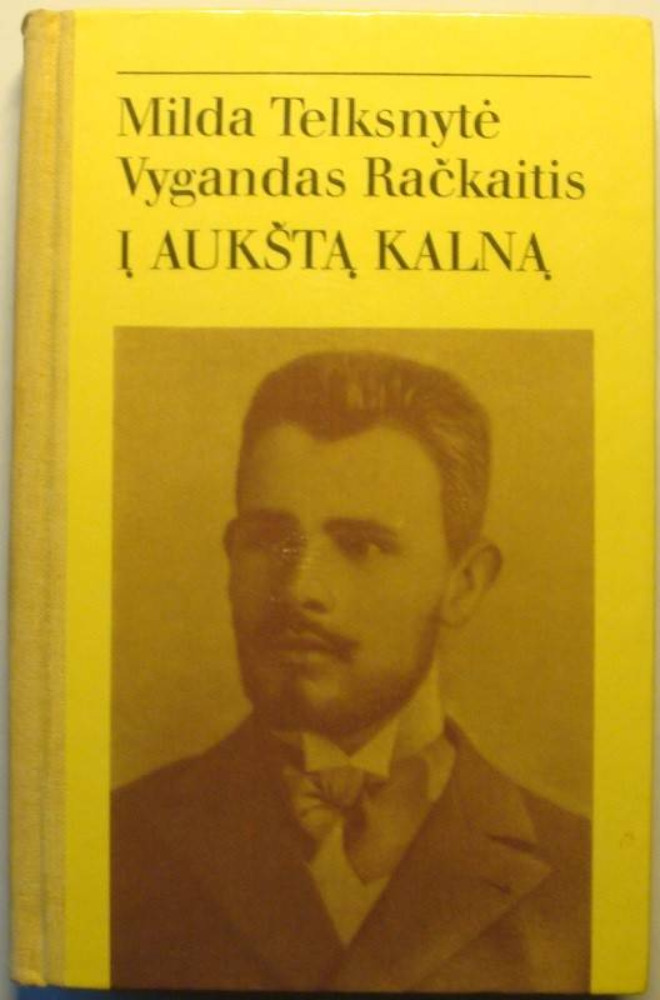 Milda Telksnytė
Vygandas Račkaitis
Į AUKŠTĄ KALNĄ